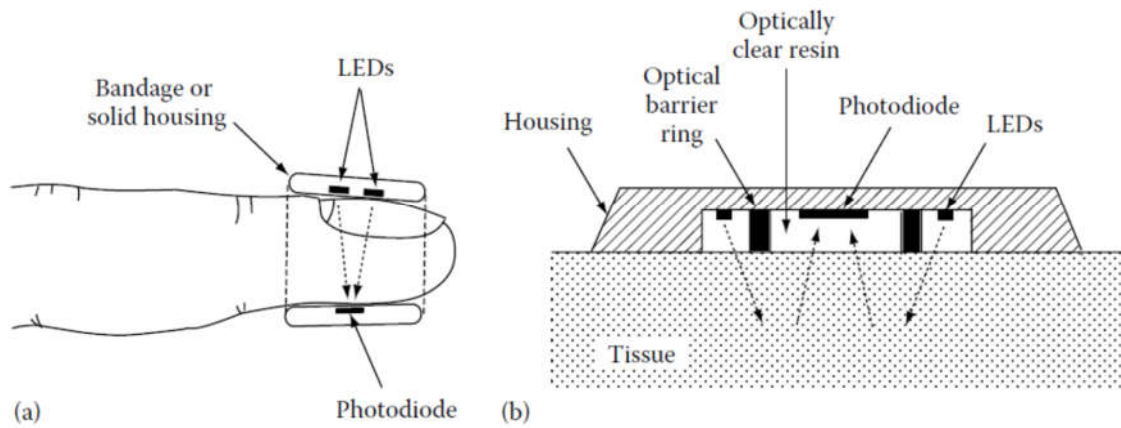 LEDs
Bandage or
solid housing
Photodiode
(a)
Optically
clear resin
Optical
barrier
ring
Photodiode
LEDs
Housing
Tissue
(b)